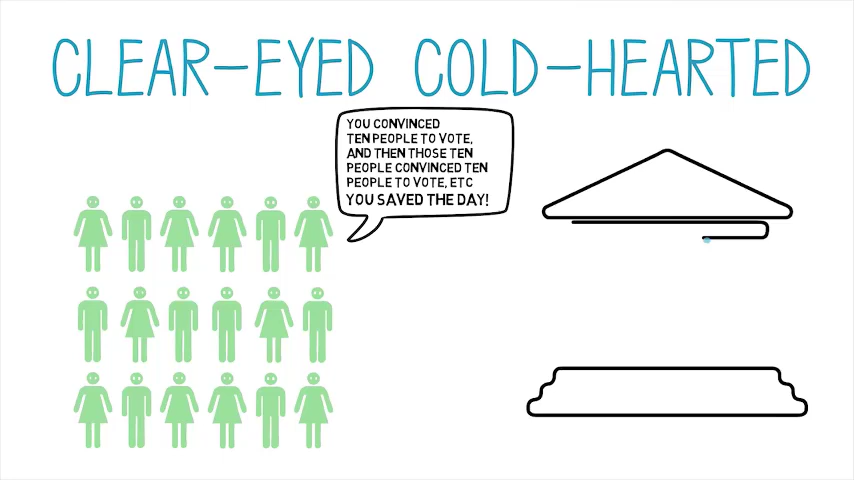 CLEAR-EYED COLD-HEARTED
YOU CONVINCED
TEN PEOPLE TO VOTE,
AND THEN THOSE TEN
PEOPLE CONVINCED TEN
PEOPLE TO VOTE, ETC
YOU SAVED THE DAY!